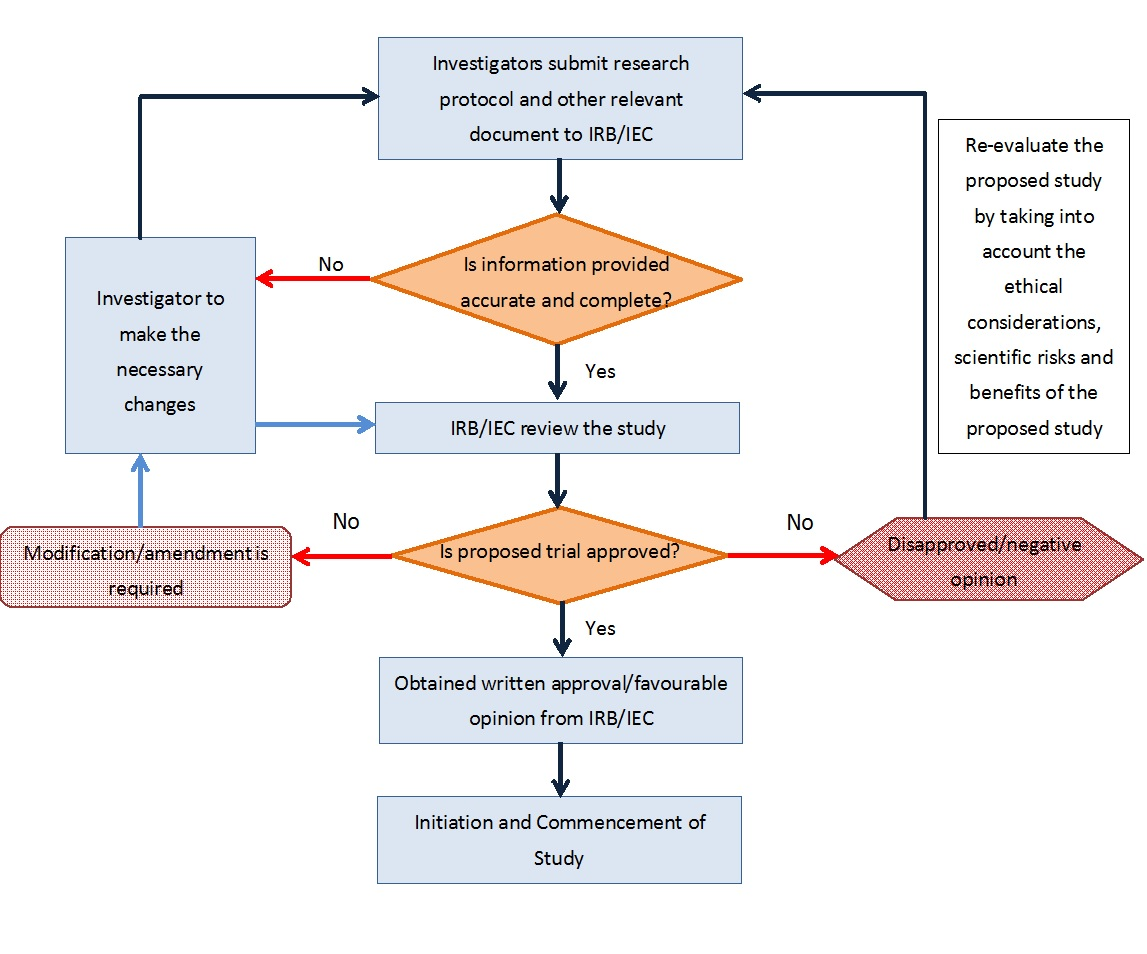 Investigators submit research
protocol and other relevant
document to IRB/IEC
Re-evaluate the
proposed study
by taking into
account the
ethical
considerations,
scientific risks and
benefits of the
proposed study
Is information provided
accurate and complete?
No
Investigator to
make the
necessary
changes
Yes
IRB/IEC review the study
No
Is proposed trial approved?
No
Modification/amendment is
required
Disapproved/negative
opinion
Yes
Obtained written approval/favourable
opinion from IRB/IEC
Initiation and Commencement of
Study